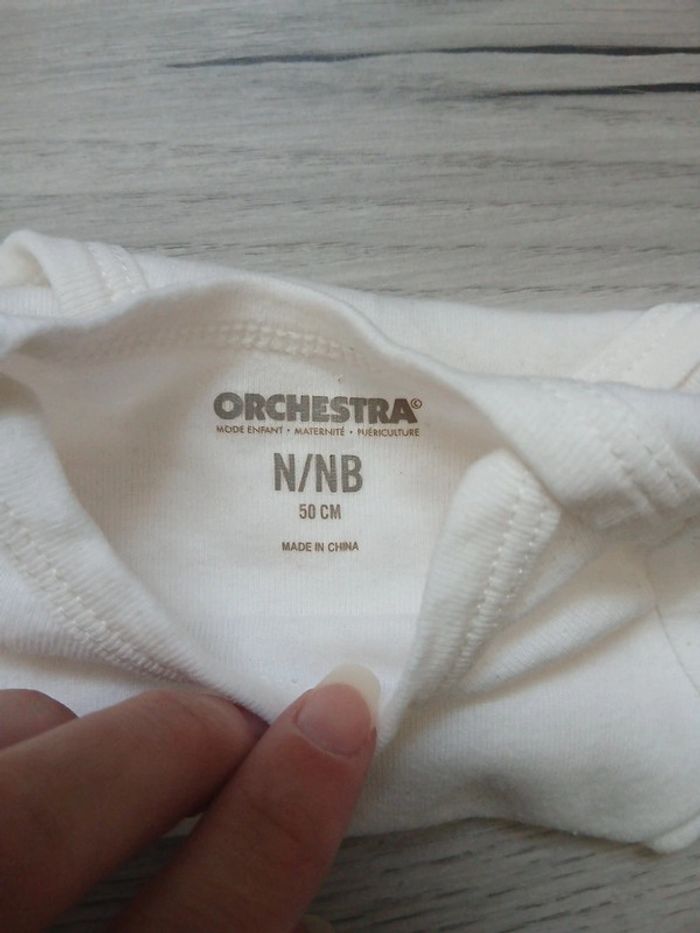 ORCHESTRA©
MODE ENFANT • MATERNITÉ • PUÉRICULTURE
N/NB
50 CM
MADE IN CHINA